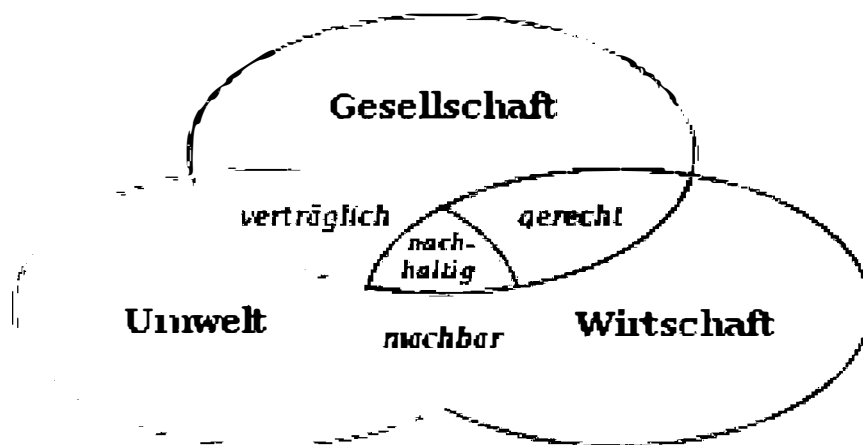 Gesellschaft
verträglich
gerecht
nach-
haltig
Umwelt
machbar
Wirtschaft